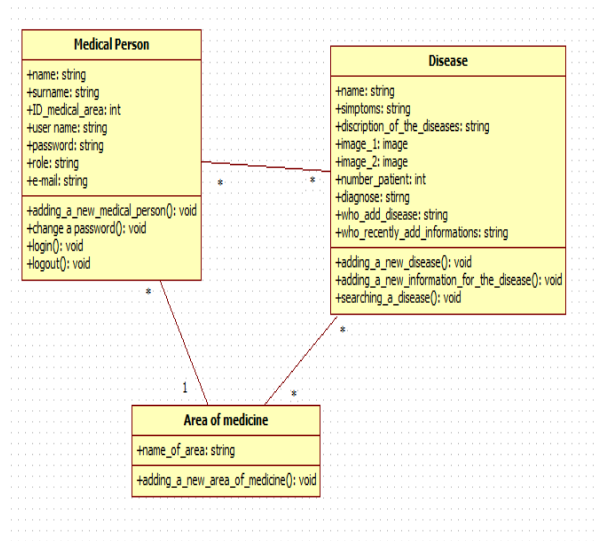 Medical Person
+name: string
+surname: string
+ID_medical_area: int
+user name: string
+password: string
+role: string
+e-mail: string
+adding_a_new_medical_person(): void
+change a password(): void
+login(): void
+logout(): void
Disease
+name: string
+simptoms: string
+discription_of_the_diseases: string
+image_1: image
+image_2: image
+number_patient: int
+diagnose: stirng
+who_add_disease: string
+who_recently_add_informations: string
+adding_a_new_disease(): void
+adding_a_new_information_for_the_disease(): void
+searching_a_disease(): void
*
*
*
*
1
*
Area of medicine
+name_of_area: string
+adding_a_new_area_of_medicine(): void